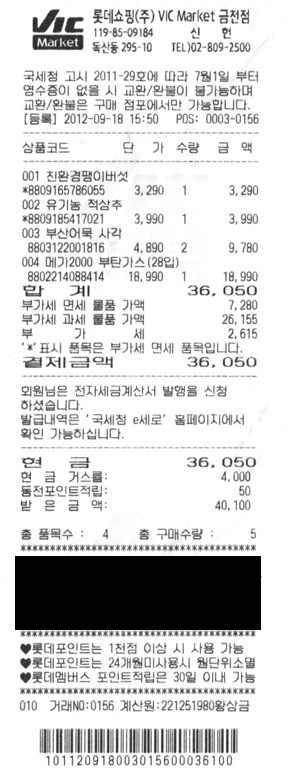 ViC Market
롯데쇼핑(주) ViC Market 금천점
119-85-09184 신 헌
독산동 295-10 TEL)02-809-2500
국세청 고시 2011-29호에 따라 7월1일 부터
영수증이 없을 시 교환/환불이 불가능하며
교환/환불은 구매 점포에서만 가능합니다.
[등록] 2012-09-18 15:50 POS: 0003-0156
상품코드 단 가 수량 금 액
001 친환경팽이버섯
*8809165786055 3,290 1 3,290
002 유기농 적상추
*8809185417021 3,990 1 3,990
003 부산어묵 사각
8803122001816 4,890 2 9,780
004 메가2000 부탄가스(28입)
8802214088414 18,990 1 18,990
합 계 36,050
부가세 면세 물품 가액 7,280
부가세 과세 물품 가액 26,155
부 가 세 2,615
'*'표시 품목은 부가세 면세 품목입니다.
결제금액 36,050
회원님은 전자세금계산서 발행을 신청
하셨습니다.
발급내역은 '국세청 e세로' 홈페이지에서
확인 가능하십니다.
현 금 36,050
현 금 거스름: 4,000
동전포인트적립: 50
받 은 금 액: 40,100
총 품목수 : 4 총 구매수량 : 5
******************************************
******************************************
♥롯데포인트는 1천점 이상 시 사용 가능
♥롯데포인트는 24개월미사용시 월단위소멸
♥롯데멤버스 포인트적립은 30일 이내 가능
******************************************
010 거래NO:0156 계산원:221251980황상금
1011209180003015600036100